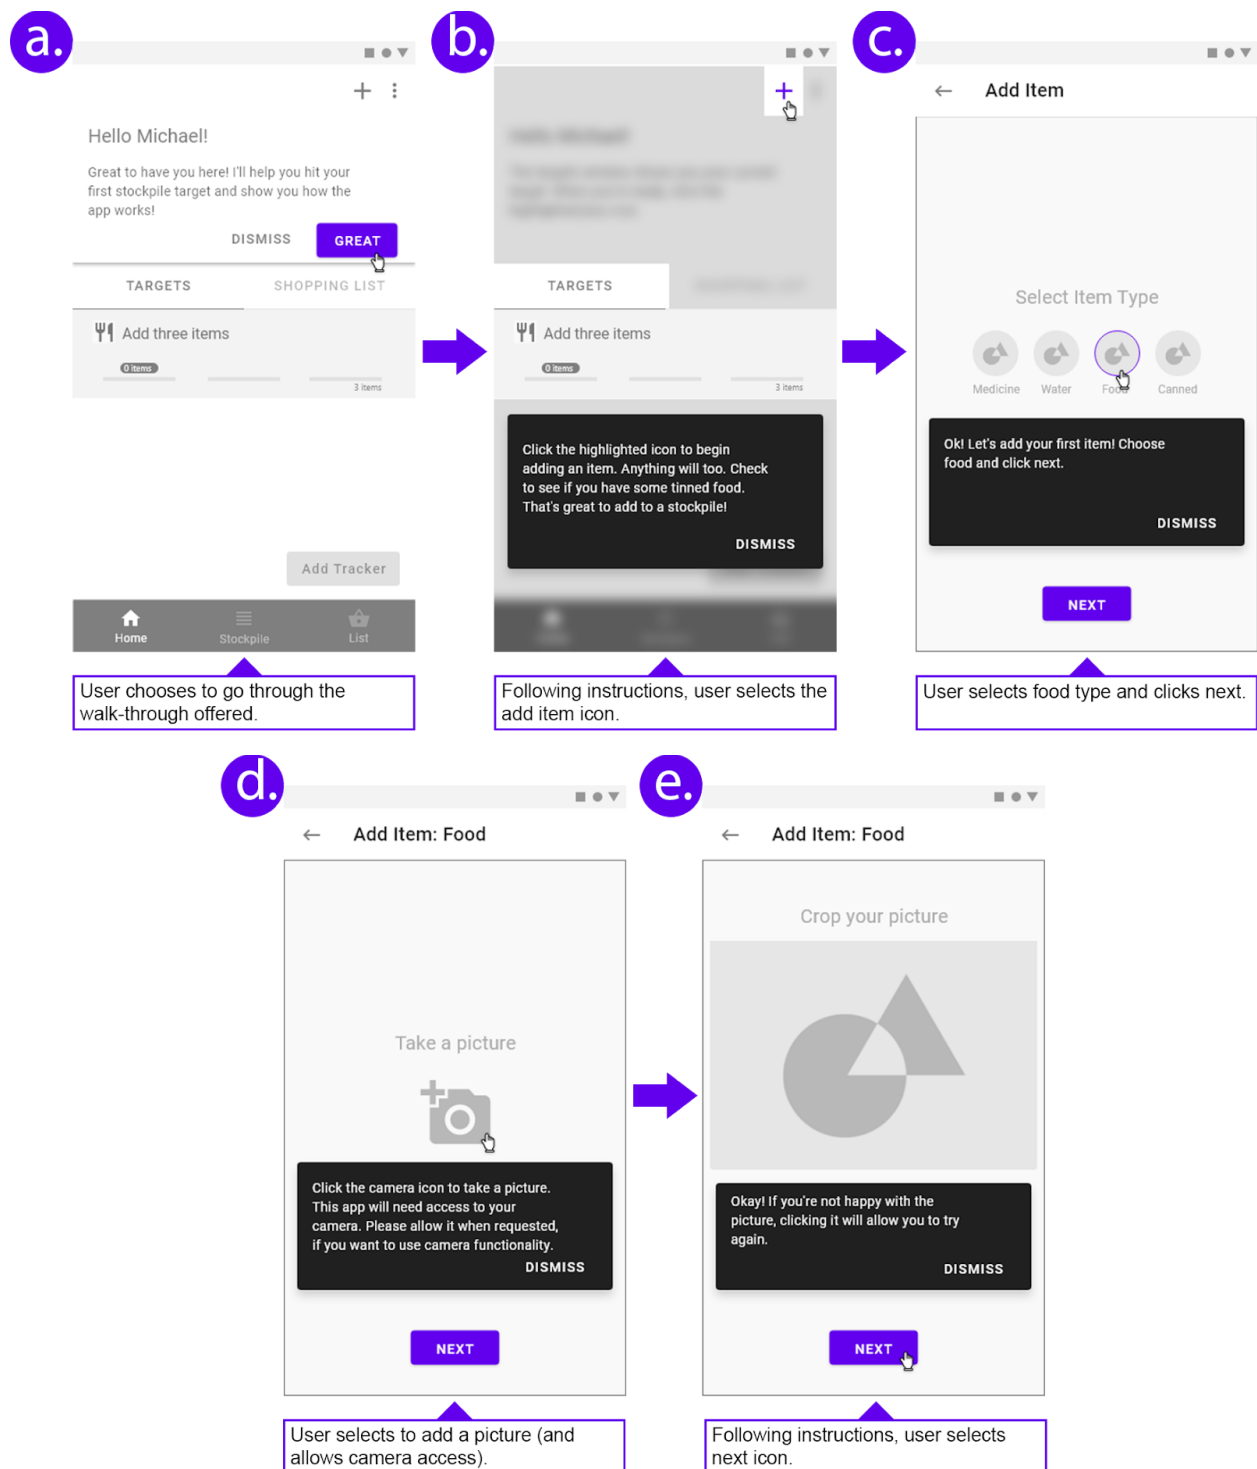 a.
Hello Michael!
Great to have you here! I'll help you hit your
first stockpile target and show you how the
app works!
DISMISS
GREAT
TARGETS
SHOPPING LIST
Add three items
0 items
3 items
Add Tracker
Home
Stockpile
List
User chooses to go through the
walk-through offered.
b.
TARGETS
Add three items
0 items
3 items
Click the highlighted icon to begin
adding an item. Anything will too. Check
to see if you have some tinned food.
That's great to add to a stockpile!
DISMISS
Following instructions, user selects the
add item icon.
c.
Add Item
Select Item Type
Medicine
Water
Food
Canned
Ok! Let's add your first item! Choose
food and click next.
DISMISS
NEXT
User selects food type and clicks next.
d.
Add Item: Food
Take a picture
Click the camera icon to take a picture.
This app will need access to your
camera. Please allow it when requested,
if you want to use camera functionality.
DISMISS
NEXT
User selects to add a picture (and
allows camera access).
e.
Add Item: Food
Crop your picture
Okay! If you're not happy with the
picture, clicking it will allow you to try
again.
DISMISS
NEXT
Following instructions, user selects
next icon.